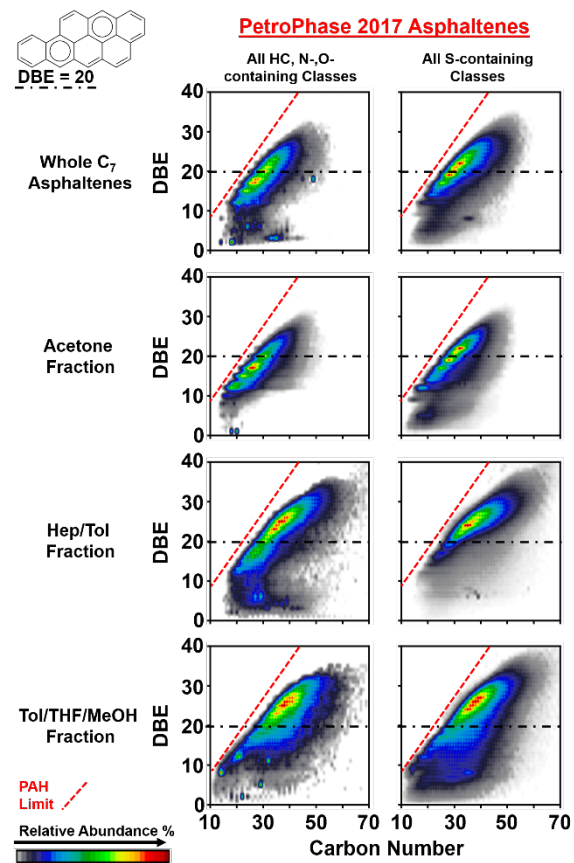 PetroPhase 2017 Asphaltenes
DBE = 20
All HC, N-,O-
containing Classes
All S-containing
Classes
Whole C₇
Asphaltenes
DBE
40
30
20
10
0
Acetone
Fraction
DBE
40
30
20
10
0
Hep/Tol
Fraction
DBE
40
30
20
10
0
Tol/THF/MeOH
Fraction
DBE
40
30
20
10
0
PAH
Limit
Relative Abundance %
10 30 50 70
10 30 50 70
Carbon Number